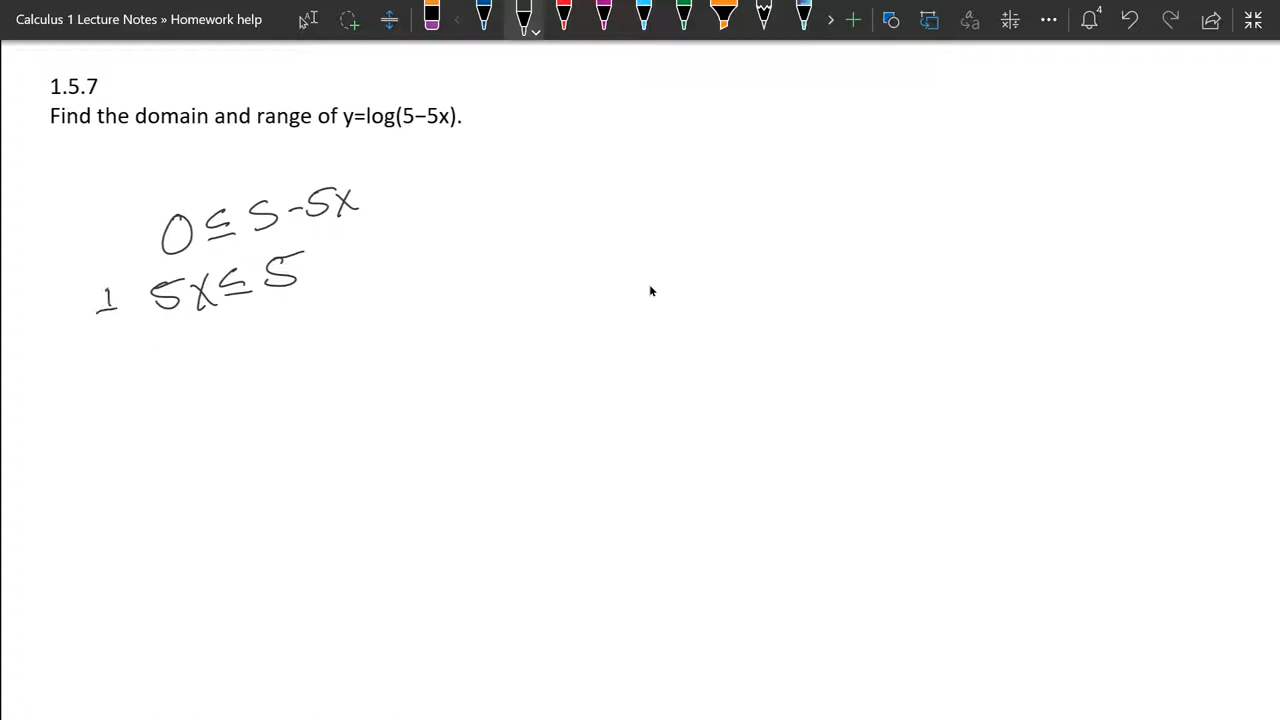 Calculus 1 Lecture Notes » Homework help
4
1.5.7
Find the domain and range of y=log(5−5x).
0 ≤ 5-5x
1 5x ≤ 5